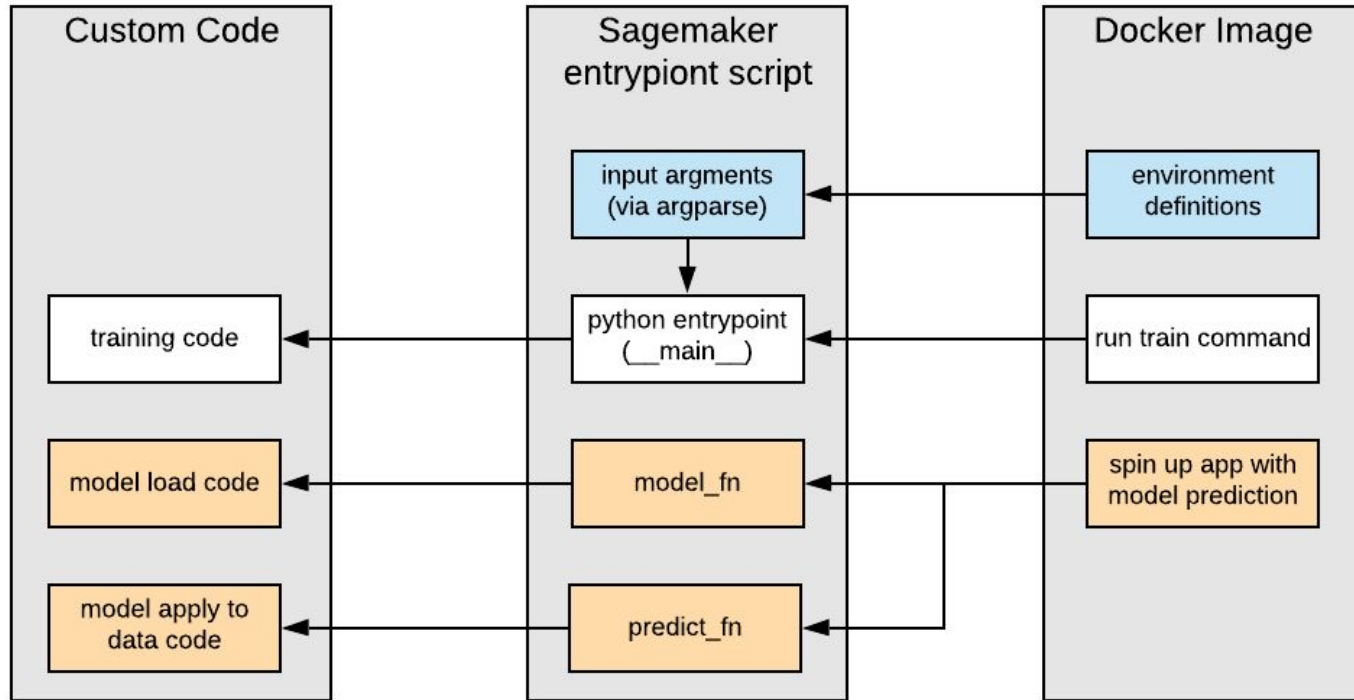 Custom Code
Sagemaker
entrypiont script
Docker Image
input argments
(via argparse)
environment
definitions
training code
python entrypoint
(__main__)
run train command
model load code
model_fn
spin up app with
model prediction
model apply to
data code
predict_fn